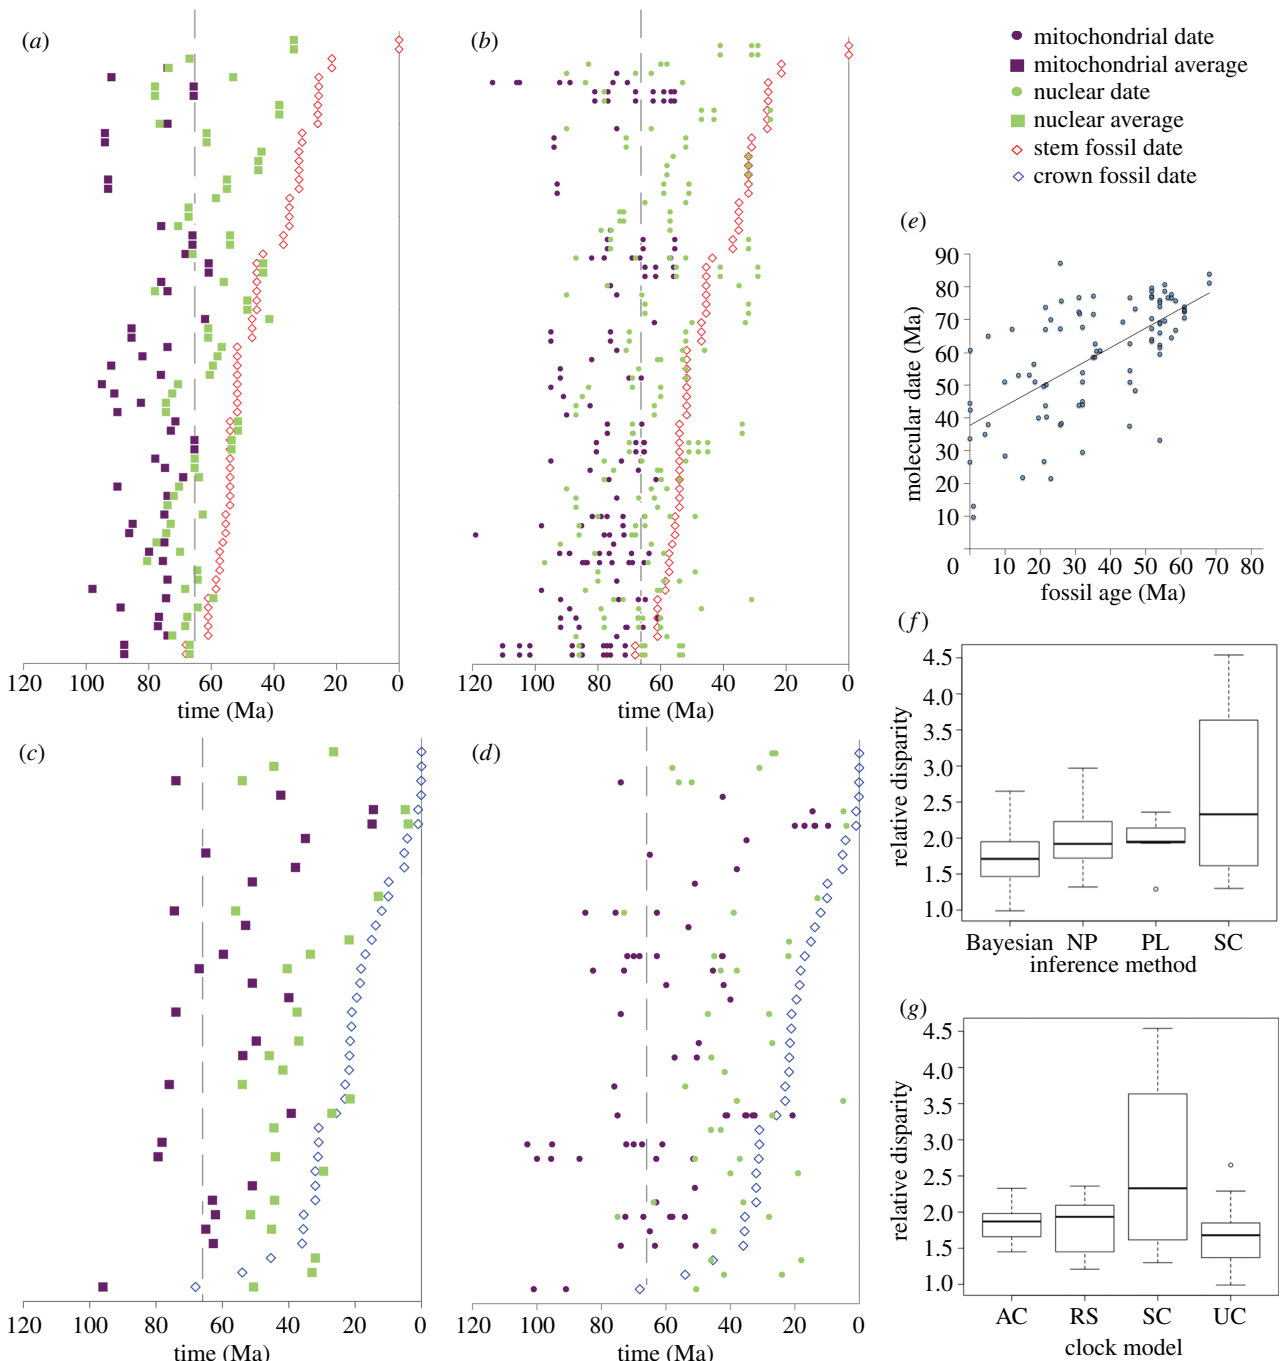 (a)
120 100 80 60 40 20 0
time (Ma)
(b)
120 100 80 60 40 20 0
time (Ma)
mitochondrial date
mitochondrial average
nuclear date
nuclear average
stem fossil date
crown fossil date
(e)
90
80
70
60
50
40
30
20
10
molecular date (Ma)
0 10 20 30 40 50 60 70 80
fossil age (Ma)
(c)
120 100 80 60 40 20 0
time (Ma)
(d)
120 100 80 60 40 20 0
time (Ma)
(f)
4.5
4.0
3.5
3.0
2.5
2.0
1.5
1.0
relative disparity
Bayesian NP PL SC
inference method
(g)
4.5
4.0
3.5
3.0
2.5
2.0
1.5
1.0
relative disparity
AC RS SC UC
clock model